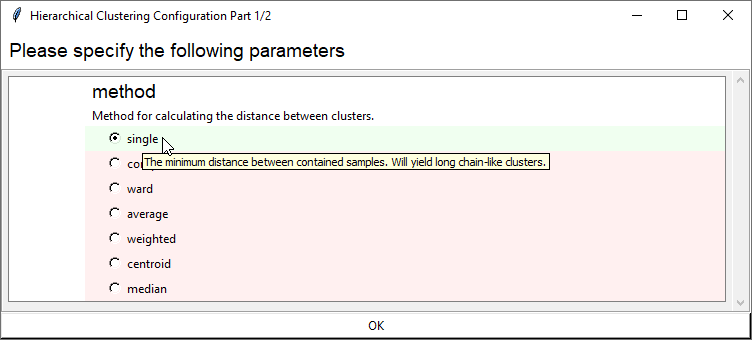 Hierarchical Clustering Configuration Part 1/2
Please specify the following parameters
method
Method for calculating the distance between clusters.
single
The minimum distance between contained samples. Will yield long chain-like clusters.
ward
average
weighted
centroid
median
OK